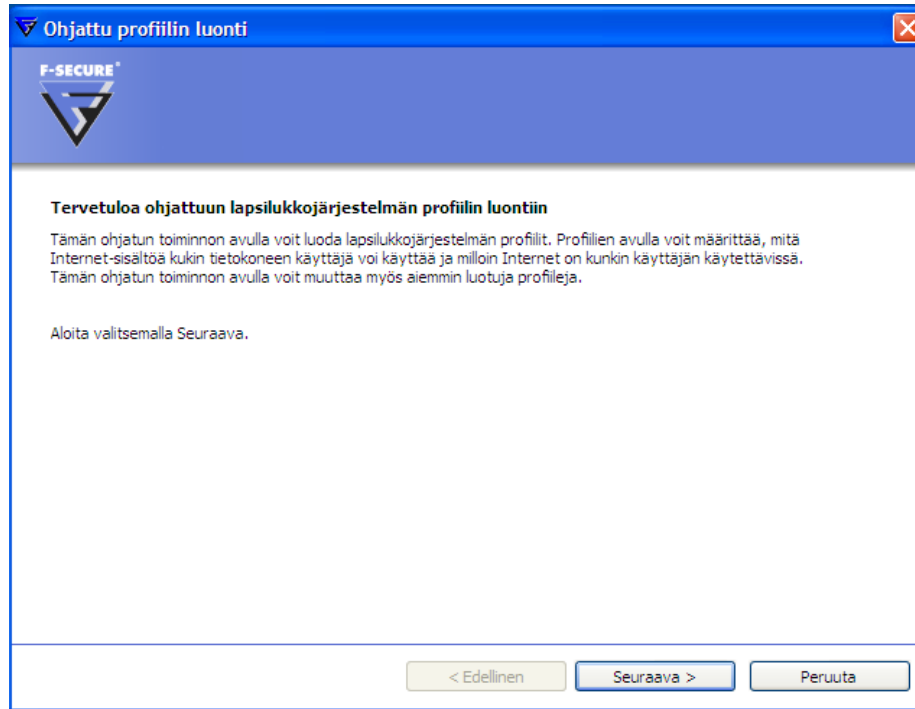 Ohjattu profiilin luonti
F-SECURE®
Tervetuloa ohjattuun lapsilukkojärjestelmän profiilin luontiin
Tämän ohjatun toiminnon avulla voit luoda lapsilukkojärjestelmän profiilit. Profiilien avulla voit määrittää, mitä
Internet-sisältöä kukin tietokoneen käyttäjä voi käyttää ja milloin Internet on kunkin käyttäjän käytettävissä.
Tämän ohjatun toiminnon avulla voit muuttaa myös aiemmin luotuja profiileja.
Aloita valitsemalla Seuraava.
< Edellinen
Seuraava >
Peruuta